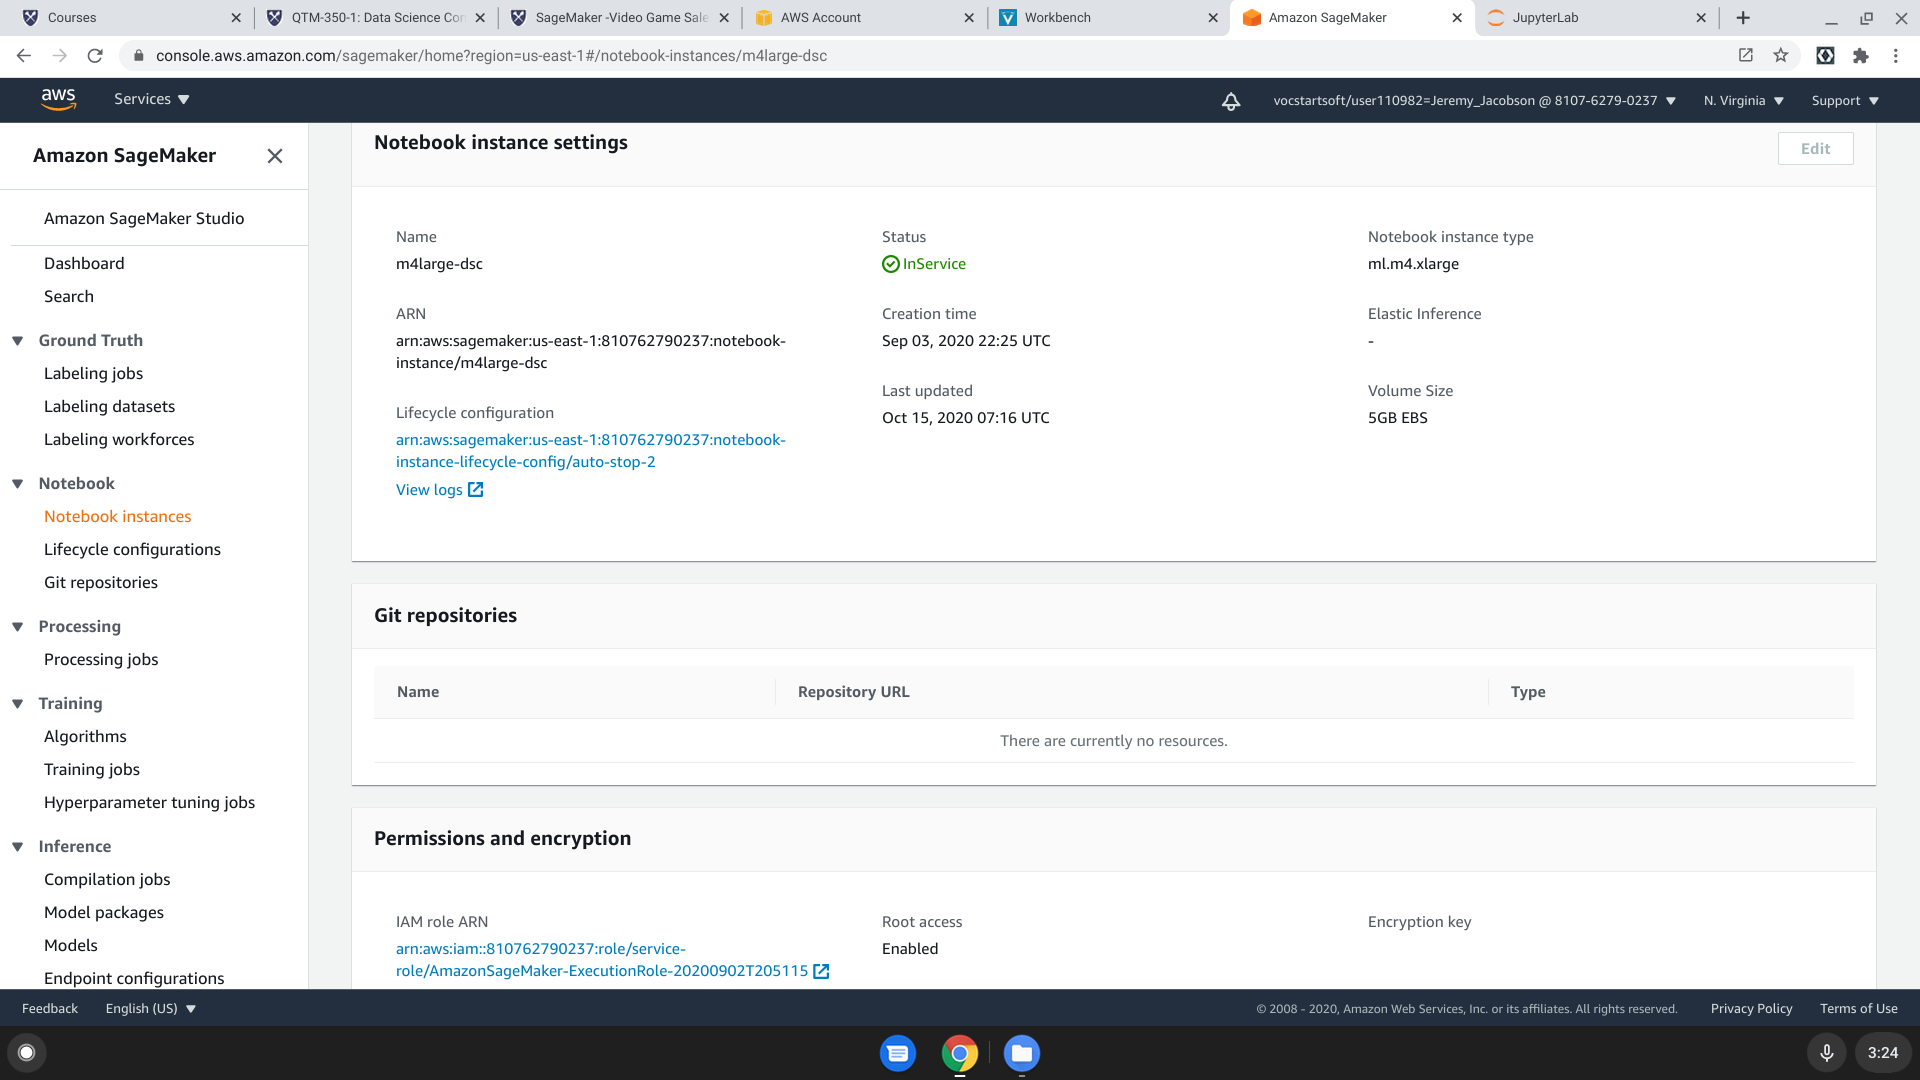 Courses
QTM-350-1: Data Science Con
SageMaker -Video Game Sale
AWS Account
Workbench
Amazon SageMaker
JupyterLab
console.aws.amazon.com/sagemaker/home?region=us-east-1#/notebook-instances/m4large-dsc
aws
Services
vocstartsoft/user110982=Jeremy_Jacobson @ 8107-6279-0237
N. Virginia
Support
Amazon SageMaker
Amazon SageMaker Studio
Dashboard
Search
Ground Truth
Labeling jobs
Labeling datasets
Labeling workforces
Notebook
Notebook instances
Lifecycle configurations
Git repositories
Processing
Processing jobs
Training
Algorithms
Training jobs
Hyperparameter tuning jobs
Inference
Compilation jobs
Model packages
Models
Endpoint configurations
Notebook instance settings
Edit
Name
m4large-dsc
ARN
arn:aws:sagemaker:us-east-1:810762790237:notebook-
instance/m4large-dsc
Lifecycle configuration
arn:aws:sagemaker:us-east-1:810762790237:notebook-
instance-lifecycle-config/auto-stop-2
View logs
Status
InService
Creation time
Sep 03, 2020 22:25 UTC
Last updated
Oct 15, 2020 07:16 UTC
Notebook instance type
ml.m4.xlarge
Elastic Inference
-
Volume Size
5GB EBS
Git repositories
Name
Repository URL
Type
There are currently no resources.
Permissions and encryption
IAM role ARN
arn:aws:iam::810762790237:role/service-
role/AmazonSageMaker-ExecutionRole-20200902T205115
Root access
Enabled
Encryption key
Feedback
English (US)
© 2008 - 2020, Amazon Web Services, Inc. or its affiliates. All rights reserved.
Privacy Policy
Terms of Use
3:24